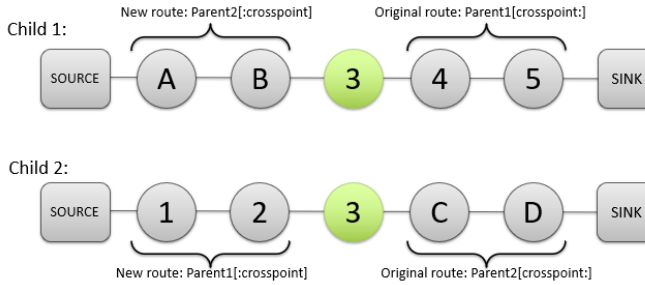 New route: Parent2[:crosspoint] Original route: Parent1[crosspoint:]
Child 1:
SOURCE A B 3 4 5 SINK
Child 2:
SOURCE 1 2 3 C D SINK
New route: Parent1[:crosspoint] Original route: Parent2[crosspoint:]